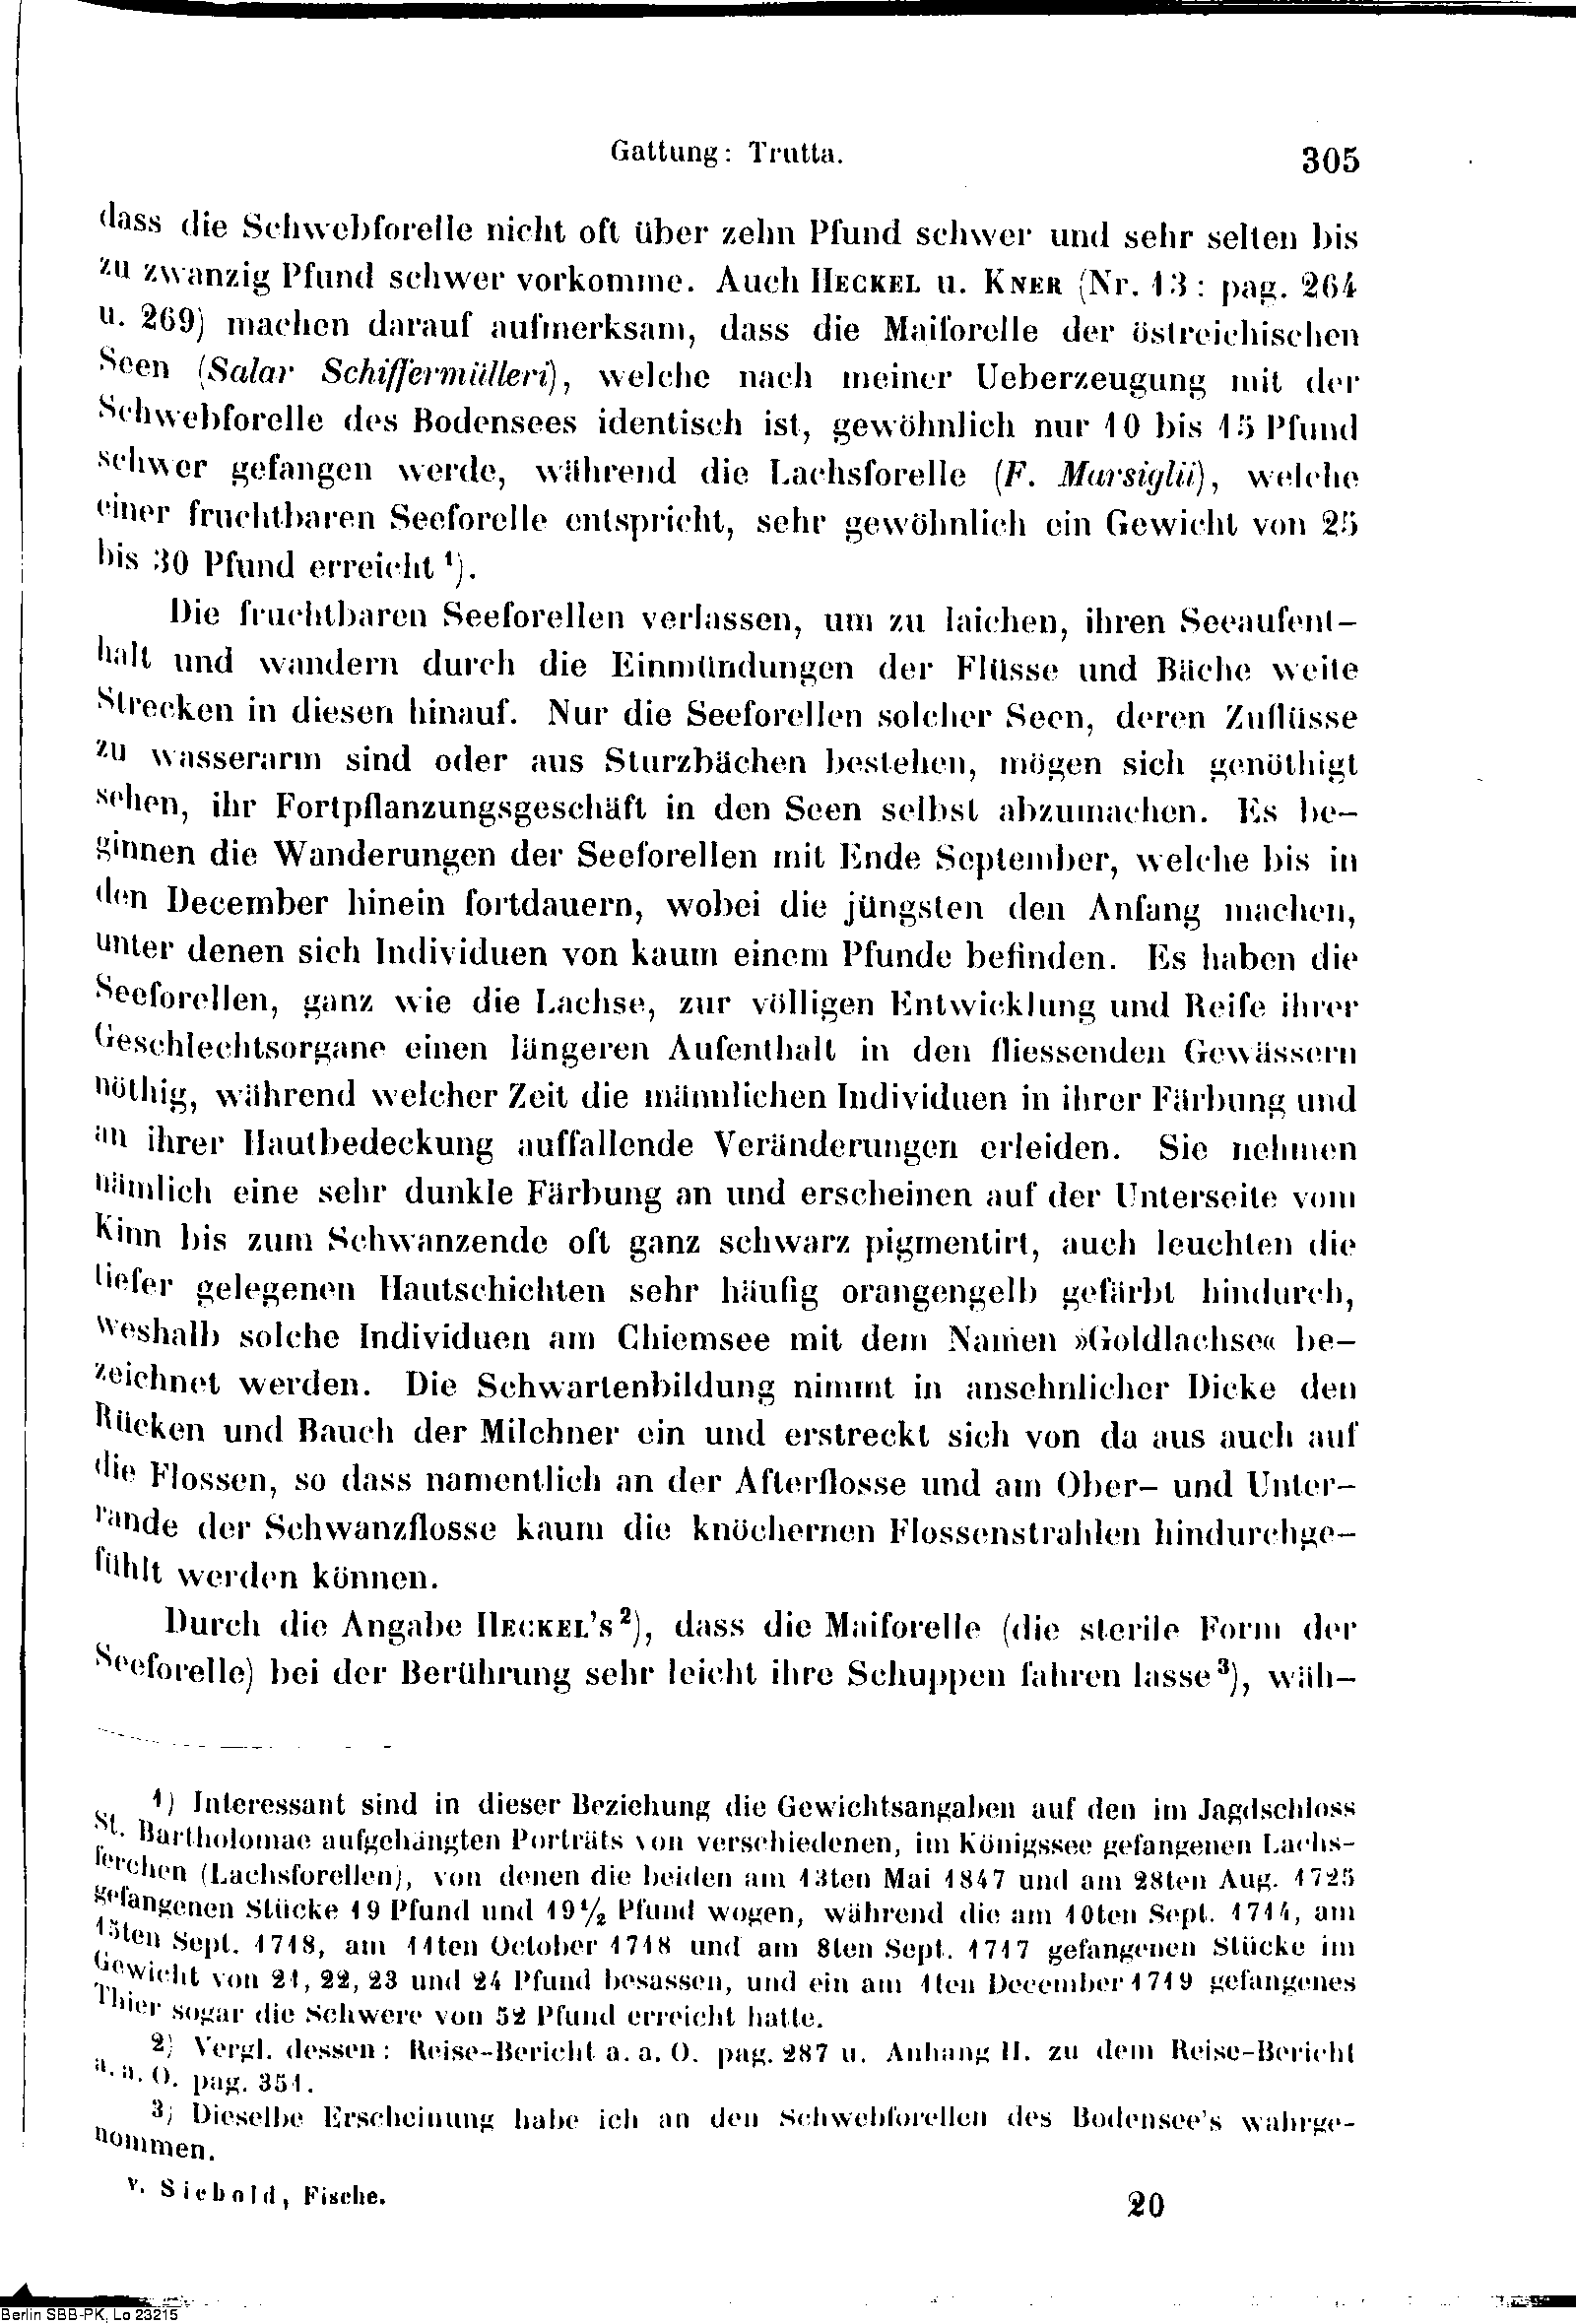 Gattung: Trutta. 305
dass die Schwebforelle nicht oft über zehn Pfund schwer und sehr selten bis
zu zwanzig Pfund schwer vorkomme. Auch HECKEL u. KNER (Nr. 13: pag. 264
u. 269) machen darauf aufmerksam, dass die Maiforelle der östreichischen
Seen (Salar Schiffermülleri), welche nach meiner Ueberzeugung mit der
Schwebforelle des Bodensees identisch ist, gewöhnlich nur 10 bis 15 Pfund
schwer gefangen werde, während die Lachsforelle (F. Marsiglii), welche
einer fruchtbaren Seeforelle entspricht, sehr gewöhnlich ein Gewicht von 25
bis 30 Pfund erreicht ¹).
Die fruchtbaren Seeforellen verlassen, um zu laichen, ihren Seeaufent-
halt und wandern durch die Einmündungen der Flüsse und Bäche weite
Strecken in diesen hinauf. Nur die Seeforellen solcher Seen, deren Zuflüsse
zu wasserarm sind oder aus Sturzbächen bestehen, mögen sich genöthigt
sehen, ihr Fortpflanzungsgeschäft in den Seen selbst abzumachen. Es be-
ginnen die Wanderungen der Seeforellen mit Ende September, welche bis in
den December hinein fortdauern, wobei die jüngsten den Anfang machen,
unter denen sich Individuen von kaum einem Pfunde befinden. Es haben die
Seeforellen, ganz wie die Lachse, zur völligen Entwicklung und Reife ihrer
Geschlechtsorgane einen längeren Aufenthalt in den fliessenden Gewässern
nöthig, während welcher Zeit die männlichen Individuen in ihrer Färbung und
an ihrer Hautbedeckung auffallende Veränderungen erleiden. Sie nehmen
nämlich eine sehr dunkle Färbung an und erscheinen auf der Unterseite vom
Kinn bis zum Schwanzende oft ganz schwarz pigmentirt, auch leuchten die
tiefer gelegenen Hautschichten sehr häufig orangengelb gefärbt hindurch,
weshalb solche Individuen am Chiemsee mit dem Namen »Goldlachse« be-
zeichnet werden. Die Schwartenbildung nimmt in ansehnlicher Dicke den
Rücken und Bauch der Milchner ein und erstreckt sich von da aus auch auf
die Flossen, so dass namentlich an der Afterflosse und am Ober- und Unter-
rande der Schwanzflosse kaum die knöchernen Flossenstrahlen hindurchge-
fühlt werden können.
Durch die Angabe HECKEL's²), dass die Maiforelle (die sterile Form der
Seeforelle) bei der Berührung sehr leicht ihre Schuppen fahren lasse³), wäh-
1) Interessant sind in dieser Beziehung die Gewichtsangaben auf den im Jagdschloss
St. Bartholomae aufgehängten Porträts von verschiedenen, im Königssee gefangenen Lachs-
ferchen (Lachsforellen), von denen die beiden am 13ten Mai 1847 und am 28ten Aug. 1725
gefangenen Stücke 19 Pfund und 19½ Pfund wogen, während die am 10ten Sept. 1714, am
15ten Sept. 1718, am 11ten October 1718 und am 8ten Sept. 1717 gefangenen Stücke im
Gewicht von 21, 22, 23 und 24 Pfund besassen, und ein am 1ten December 1719 gefangenes
Thier sogar die Schwere von 52 Pfund erreicht hatte.
2) Vergl. dessen: Reise-Bericht a. a. O. pag. 287 u. Anhang II. zu dem Reise-Bericht
a. a. O. pag. 351.
3) Dieselbe Erscheinung habe ich an den Schwebforellen des Bodensee's wahrge-
nommen.
v. Siebold, Fische. 20
Berlin SBB-PK, Lo 23215